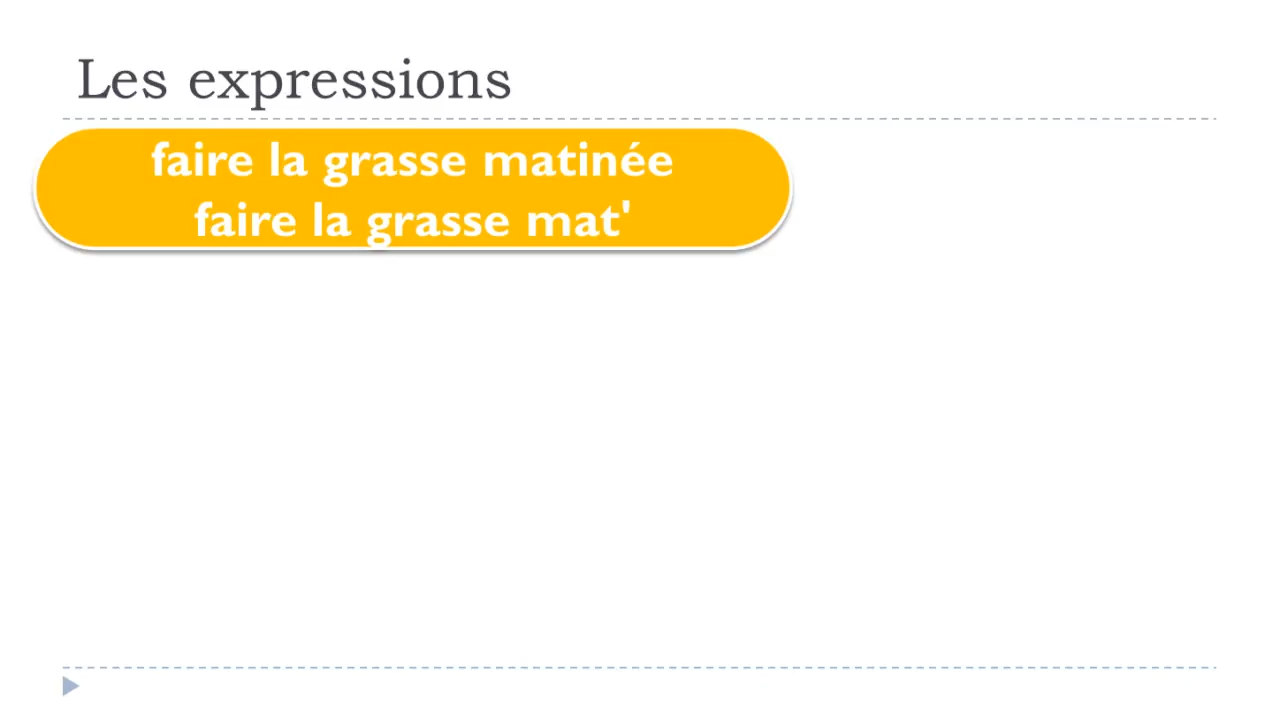 Les expressions
faire la grasse matinée
faire la grasse mat'